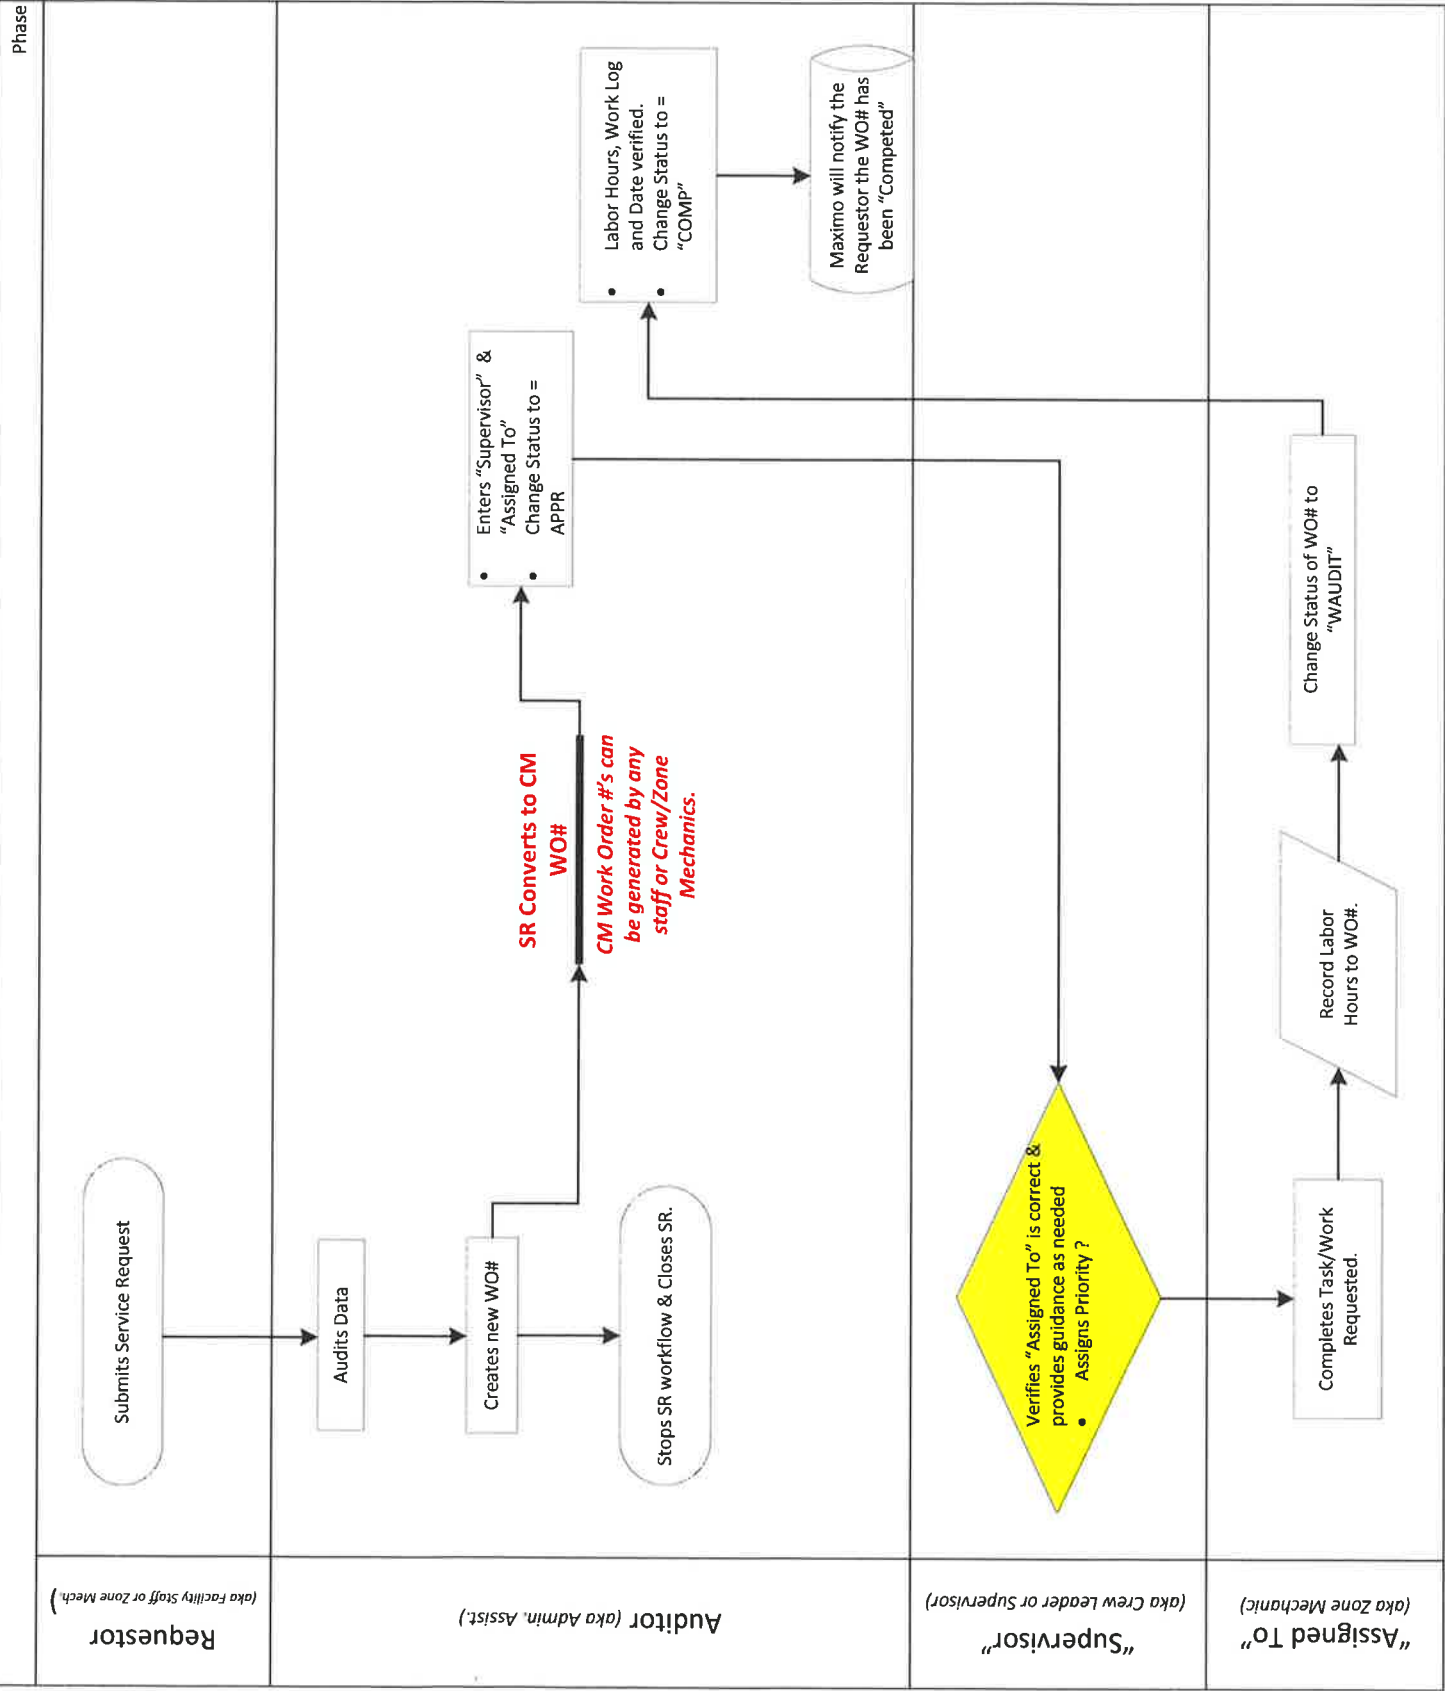 Phase
Requestor
(aka Facility Staff or Zone Mech.)
Submits Service Request
Auditor (aka Admin. Assist.)
Audits Data
Creates new WO#
Stops SR workflow & Closes SR.
SR Converts to CM
WO#
CM Work Order #'s can
be generated by any
staff or Crew/Zone
Mechanics.
• Enters “Supervisor” &
“Assigned To”
• Change Status to =
APPR
• Labor Hours, Work Log
and Date verified.
• Change Status to =
“COMP”
Maximo will notify the
Requestor the WO# has
been “Competed”
“Supervisor”
(aka Crew Leader or Supervisor)
Verifies “Assigned To” is correct &
provides guidance as needed
• Assigns Priority ?
“Assigned To”
(aka Zone Mechanic)
Completes Task/Work
Requested.
Record Labor
Hours to WO#.
Change Status of WO# to
“WAUDIT”